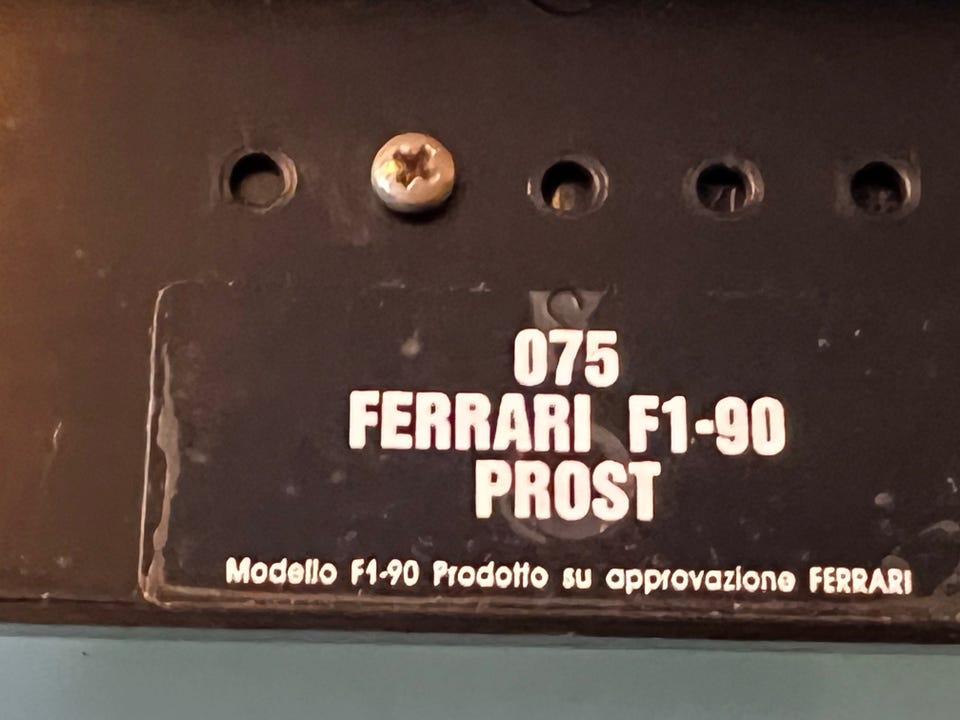 075
FERRARI F1-90
PROST
Modello F1-90 Prodotto su approvazione FERRARI